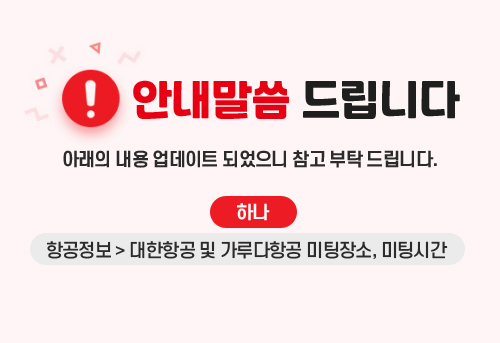 안내말씀 드립니다
아래의 내용 업데이트 되었으니 참고 부탁 드립니다.
하나
항공정보 > 대한항공 및 가루다항공 미팅장소, 미팅시간